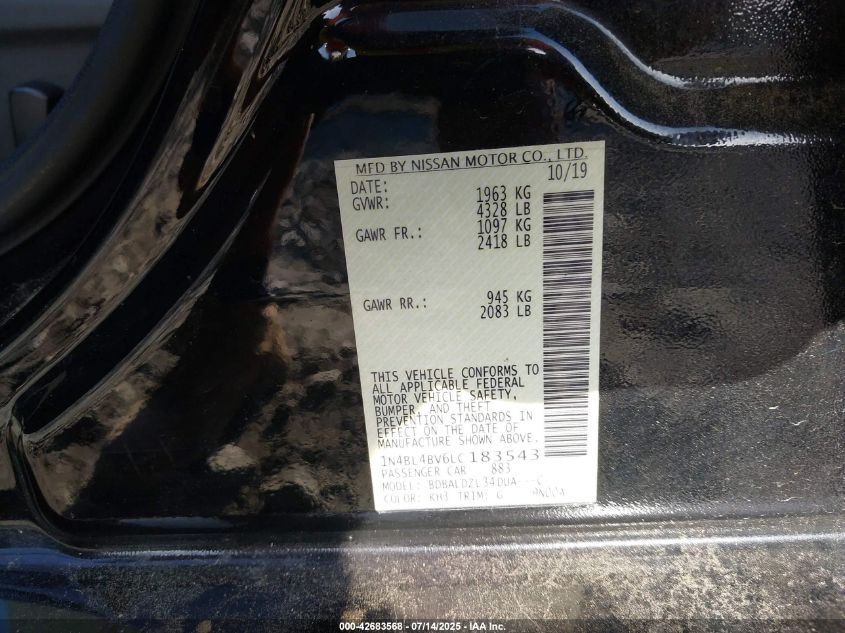 MFD BY NISSAN MOTOR CO., LTD.
DATE: 10/19
GVWR: 1963 KG
4328 LB
GAWR FR.: 1097 KG
2418 LB
GAWR RR.: 945 KG
2083 LB
THIS VEHICLE CONFORMS TO
ALL APPLICABLE FEDERAL
MOTOR VEHICLE SAFETY,
BUMPER, AND THEFT
PREVENTION STANDARDS IN
EFFECT ON THE DATE OF
MANUFACTURE SHOWN ABOVE.
1N4BL4BV6LC183543
PASSENGER CAR 883
MODEL: BDBALDZL34DUA---C
COLOR: KH3 TRIM: G
000-42683568 - 07/14/2025 - IAA Inc.